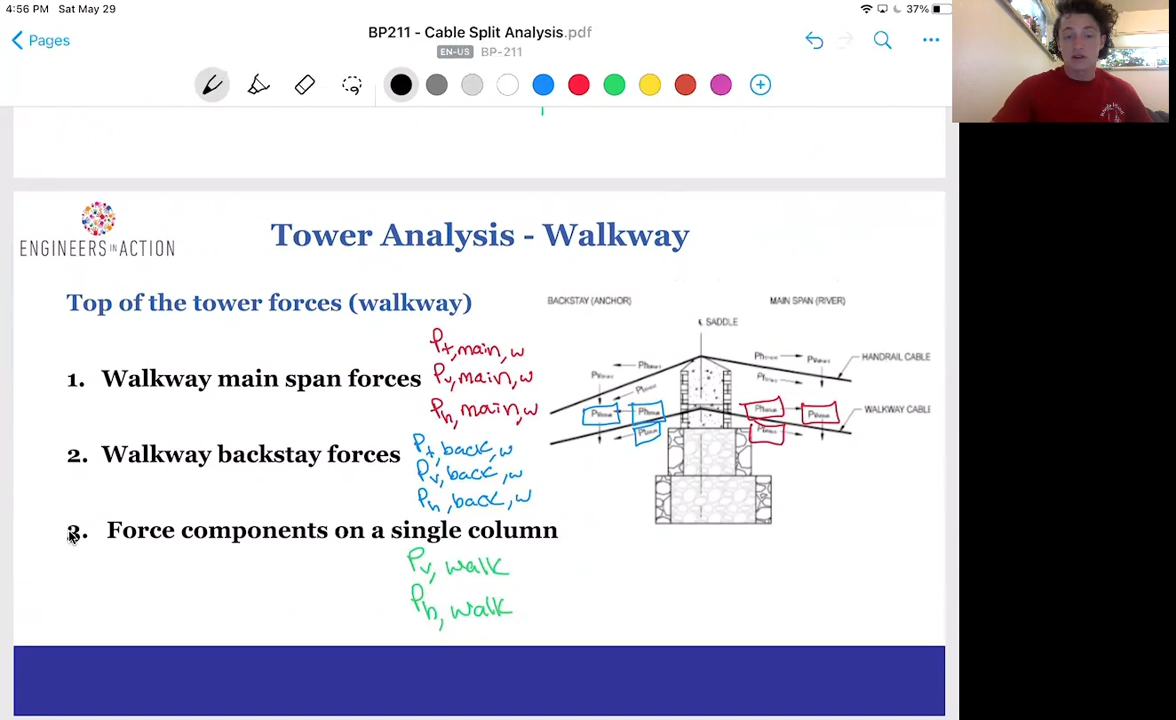 4:56 PM Sat May 29
37%
Pages
BP211 - Cable Split Analysis.pdf
EN-US BP-211
ENGINEERS IN ACTION
Tower Analysis - Walkway
Top of the tower forces (walkway)
BACKSTAY (ANCHOR)
MAIN SPAN (RIVER)
SADDLE
HANDRAIL CABLE
WALKWAY CABLE
1. Walkway main span forces
Pt,main,w
Pv,main,w
Ph,main,w
2. Walkway backstay forces
Pt,back,w
Pv,back,w
Ph,back,w
3. Force components on a single column
Pv,walk
Ph,walk